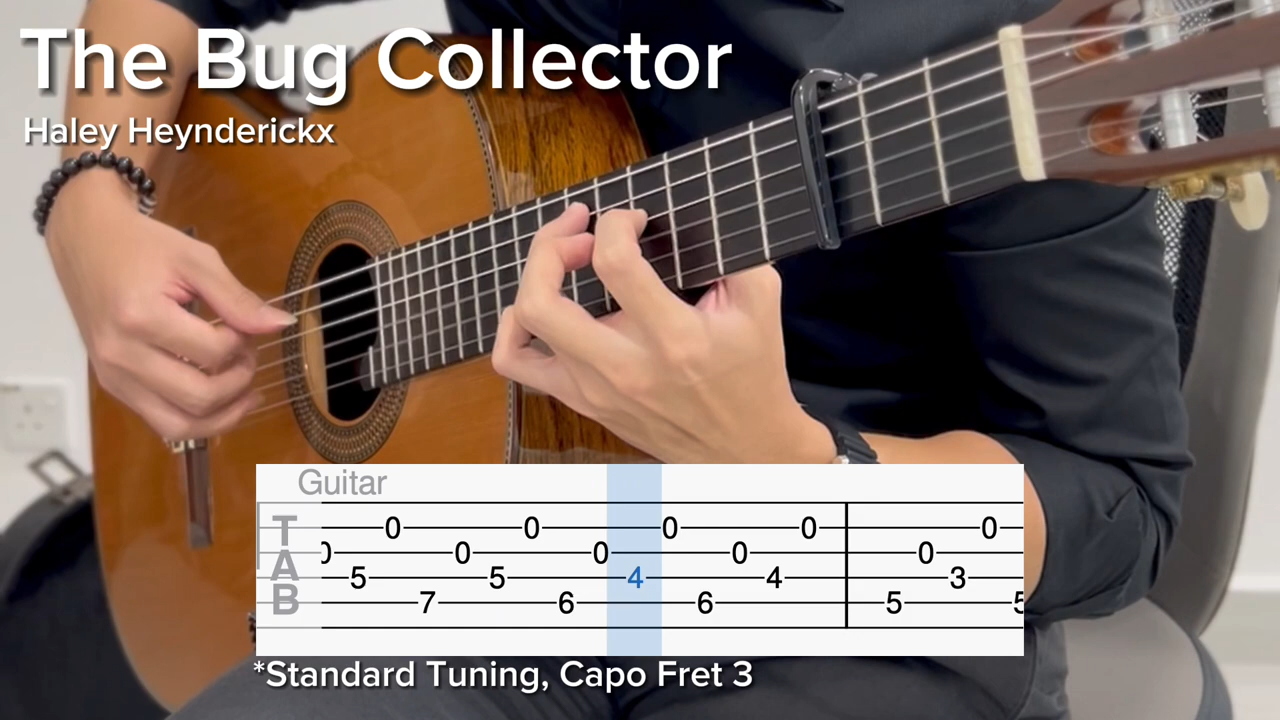 The Bug Collector
Haley Heynderickx
Guitar
T 0 0 0 0 0
A 0 0 0 0 0
B 5 5 4 4 3
7 6 6 5 5
*Standard Tuning, Capo Fret 3